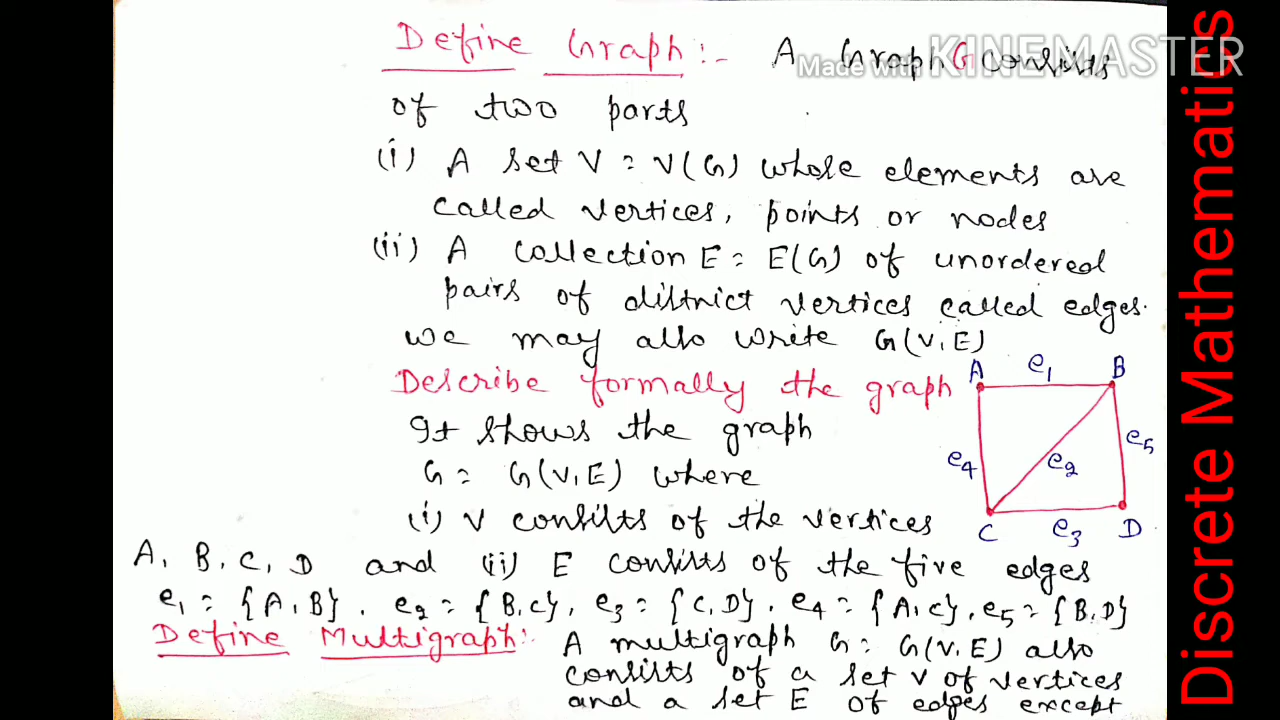 Define Graph :- A Graph G consists
Made with KINEMASTER
of two parts
(i) A set V = V(G) whose elements are
called vertices, points or nodes
(ii) A collection E = E(G) of unordered
pairs of distnict vertices called edges.
we may also write G(V, E)
Describe formally the graph
It shows the graph
G = G(V, E) where
(i) V consists of the vertices
A e1 B
e4 e2 e5
C e3 D
A, B, C, D and (ii) E consists of the five edges
e1 = {A, B}, e2 = {B, C}, e3 = {C, D}, e4 = {A, C}, e5 = {B, D}
Define Multigraph :- A multigraph G = G(V, E) also
consists of a set V of vertices
and a set E of edges except
Discrete Mathematics